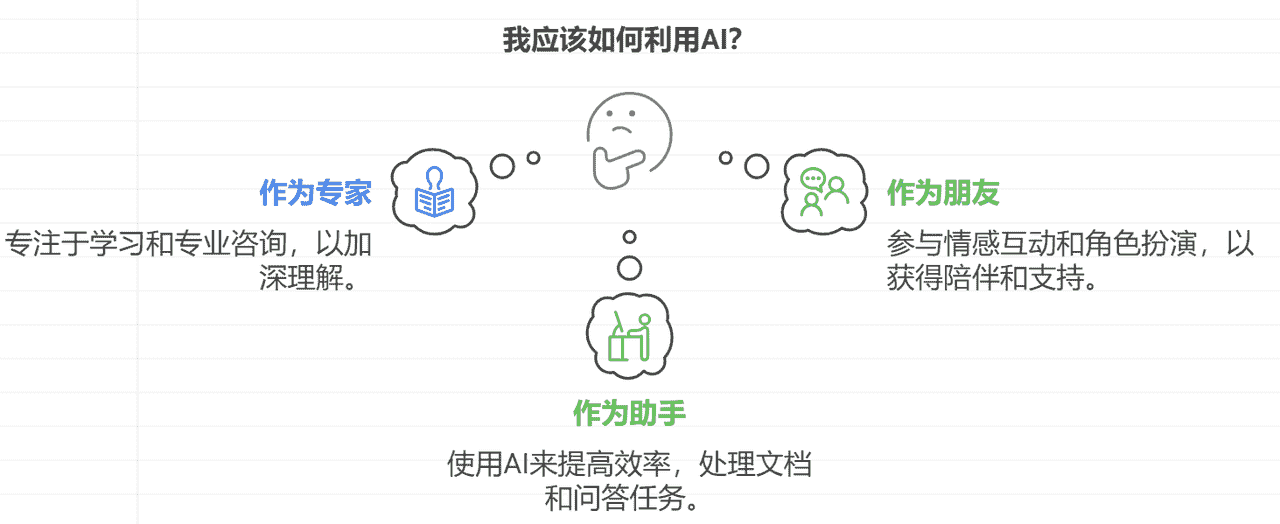 我应该如何利用AI？
作为专家
专注于学习和专业咨询，以加
深理解。
作为朋友
参与情感互动和角色扮演，以
获得陪伴和支持。
作为助手
使用AI来提高效率，处理文档
和问答任务。